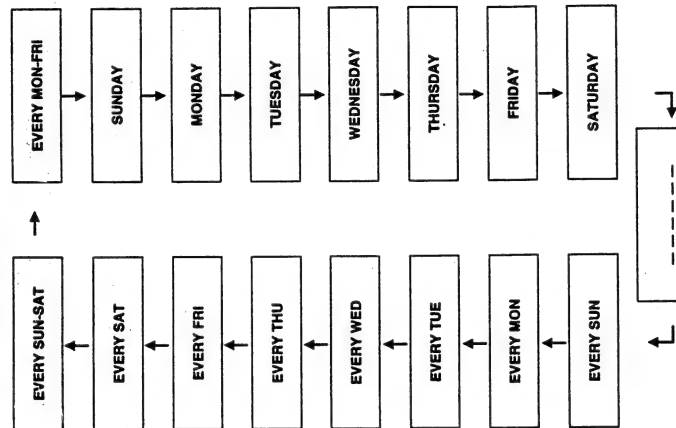 EVERY MON-FRI
SUNDAY
MONDAY
TUESDAY
WEDNESDAY
THURSDAY
FRIDAY
SATURDAY
------
EVERY SUN
EVERY MON
EVERY TUE
EVERY WED
EVERY THU
EVERY FRI
EVERY SAT
EVERY SUN-SAT